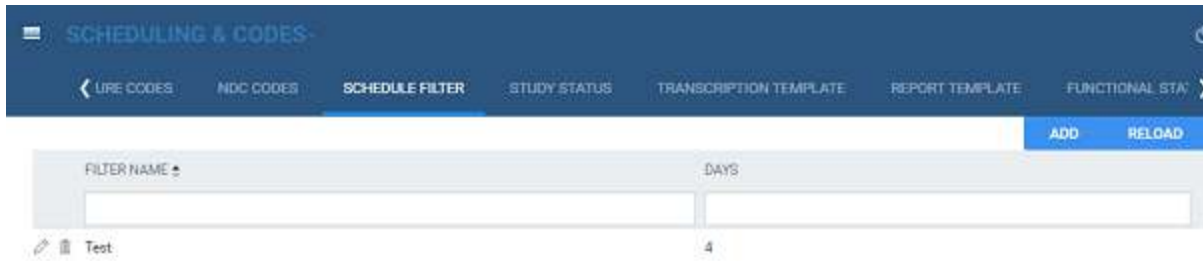 SCHEDULING & CODES-
URE CODES NDC CODES SCHEDULE FILTER STUDY STATUS TRANSCRIPTION TEMPLATE REPORT TEMPLATE FUNCTIONAL STA
ADD RELOAD
FILTER NAME DAYS
Test 4